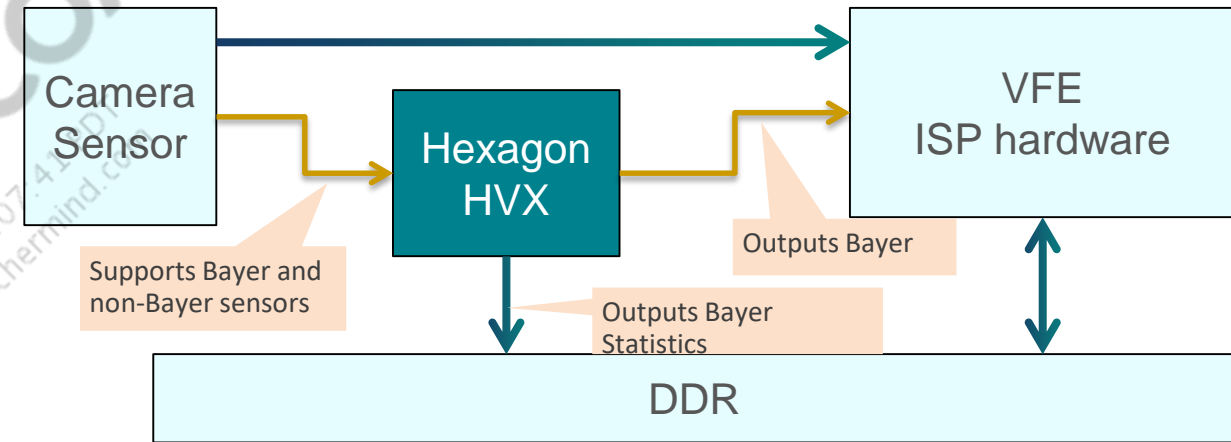 Camera
Sensor
Hexagon
HVX
VFE
ISP hardware
Supports Bayer and
non-Bayer sensors
Outputs Bayer
Outputs Bayer
Statistics
DDR